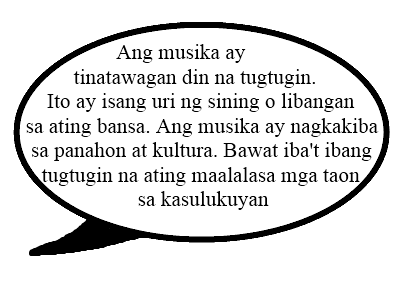 Ang musika ay
tinatawagan din na tugtugin.
Ito ay isang uri ng sining o libangan
sa ating bansa. Ang musika ay nagkakiba
sa panahon at kultura. Bawat iba't ibang
tugtugin na ating maalalasa mga taon
sa kasulukuyan